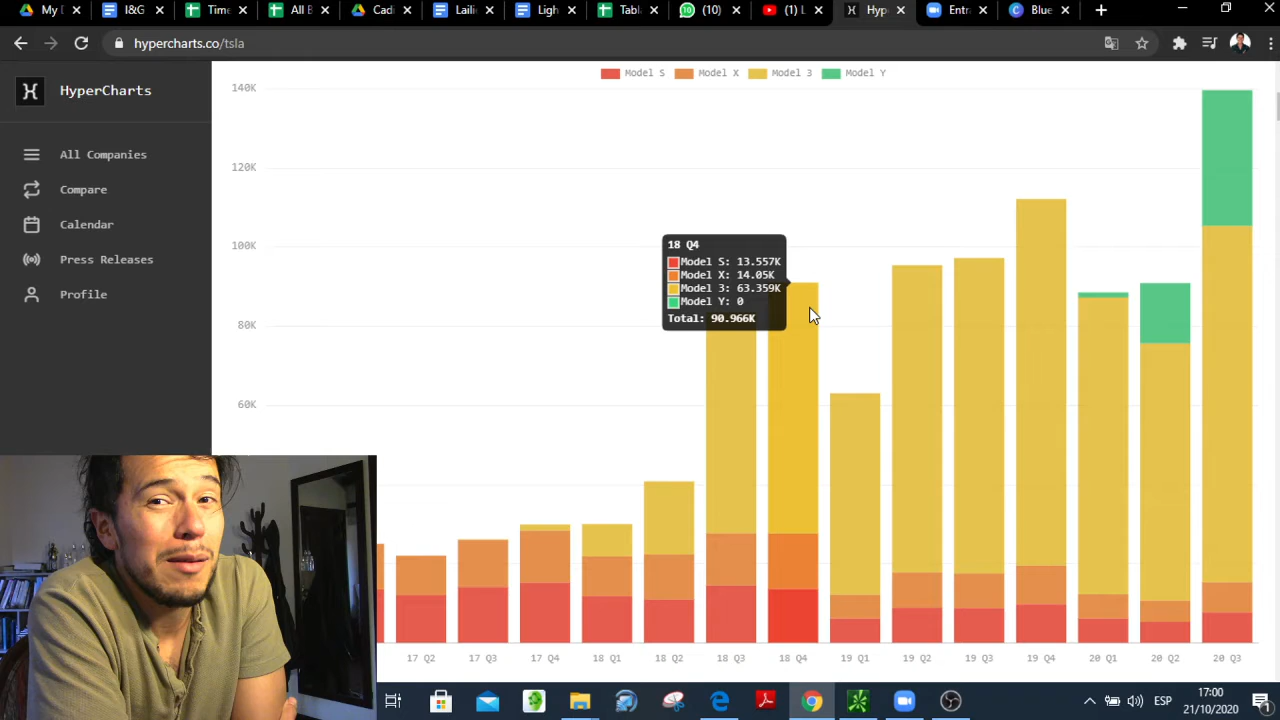 My D
I&G
Time
All B
Cadi
Lailie
Ligh
Tabl
(10)
(1)
Hyp
Entra
Blue
hypercharts.co/tsla
HyperCharts
All Companies
Compare
Calendar
Press Releases
Profile
Model S Model X Model 3 Model Y
140K
120K
100K
80K
60K
18 Q4
Model S: 13.557K
Model X: 14.05K
Model 3: 63.359K
Model Y: 0
Total: 90.966K
17 Q2 17 Q3 17 Q4 18 Q1 18 Q2 18 Q3 18 Q4 19 Q1 19 Q2 19 Q3 19 Q4 20 Q1 20 Q2 20 Q3
ESP
17:00
21/10/2020
1